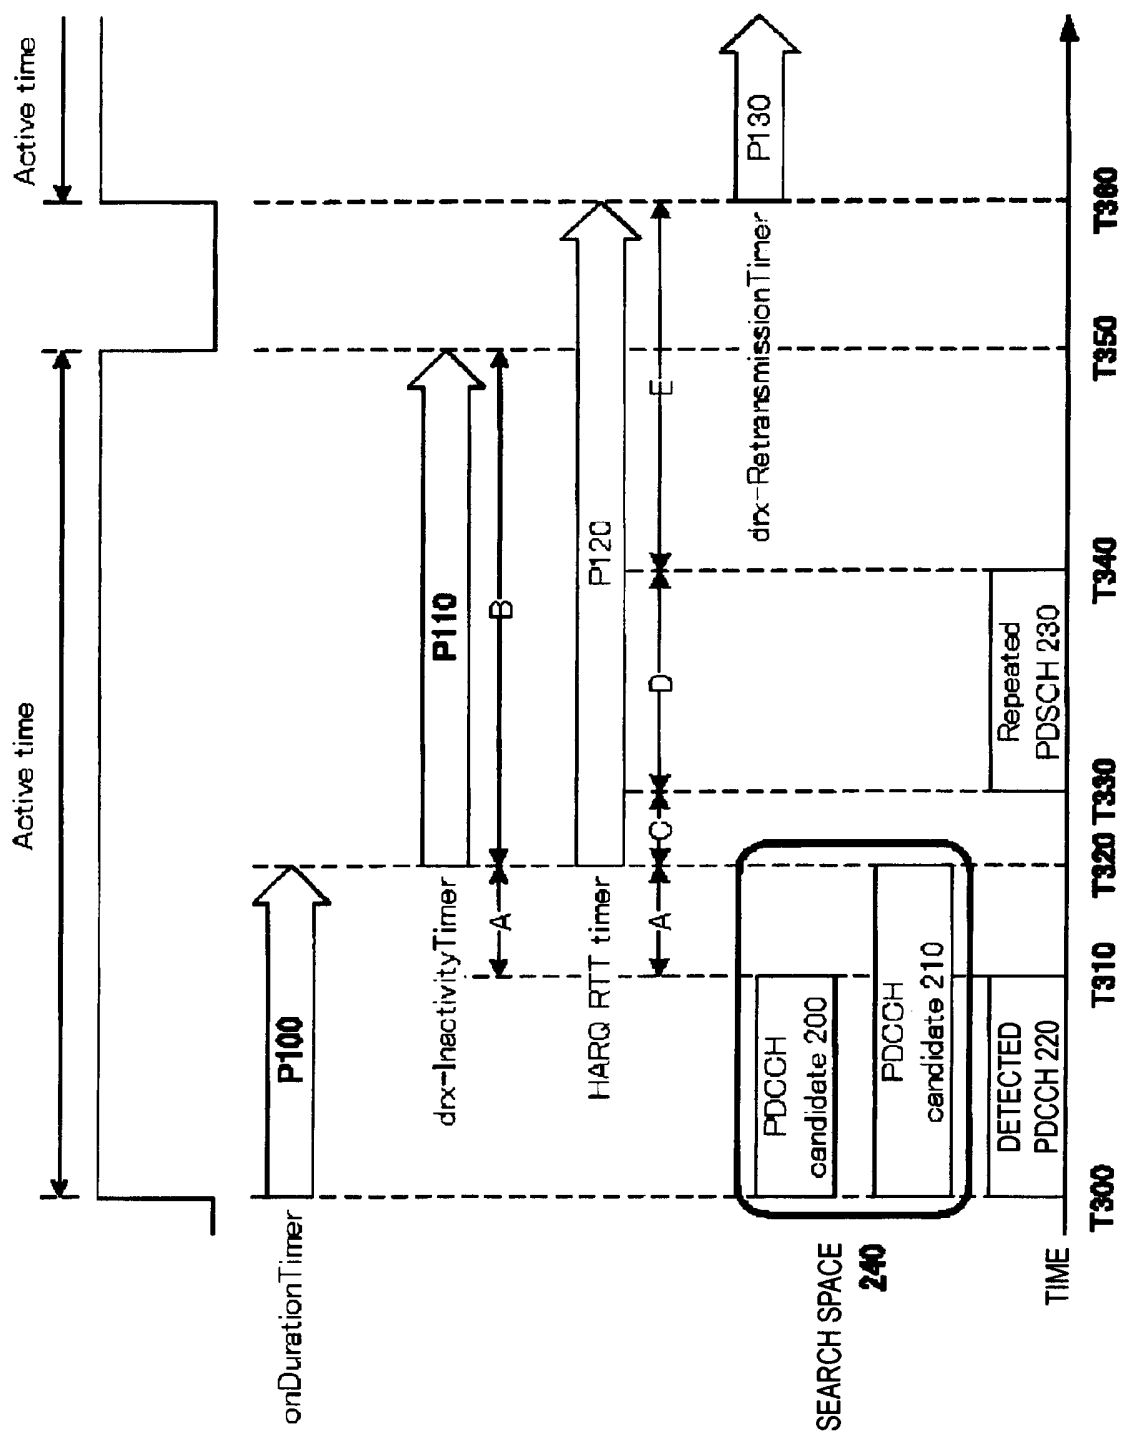 Active time
Active time
onDurationTimer
P100
drx-InactivityTimer
P110
A
B
HARQ RTT timer
P120
A
C
D
E
drx-RetransmissionTimer
P130
SEARCH SPACE
240
PDCCH
candidate 200
PDCCH
candidate 210
DETECTED
PDCCH 220
Repeated
PDSCH 230
TIME
T300
T310
T320
T330
T340
T350
T360